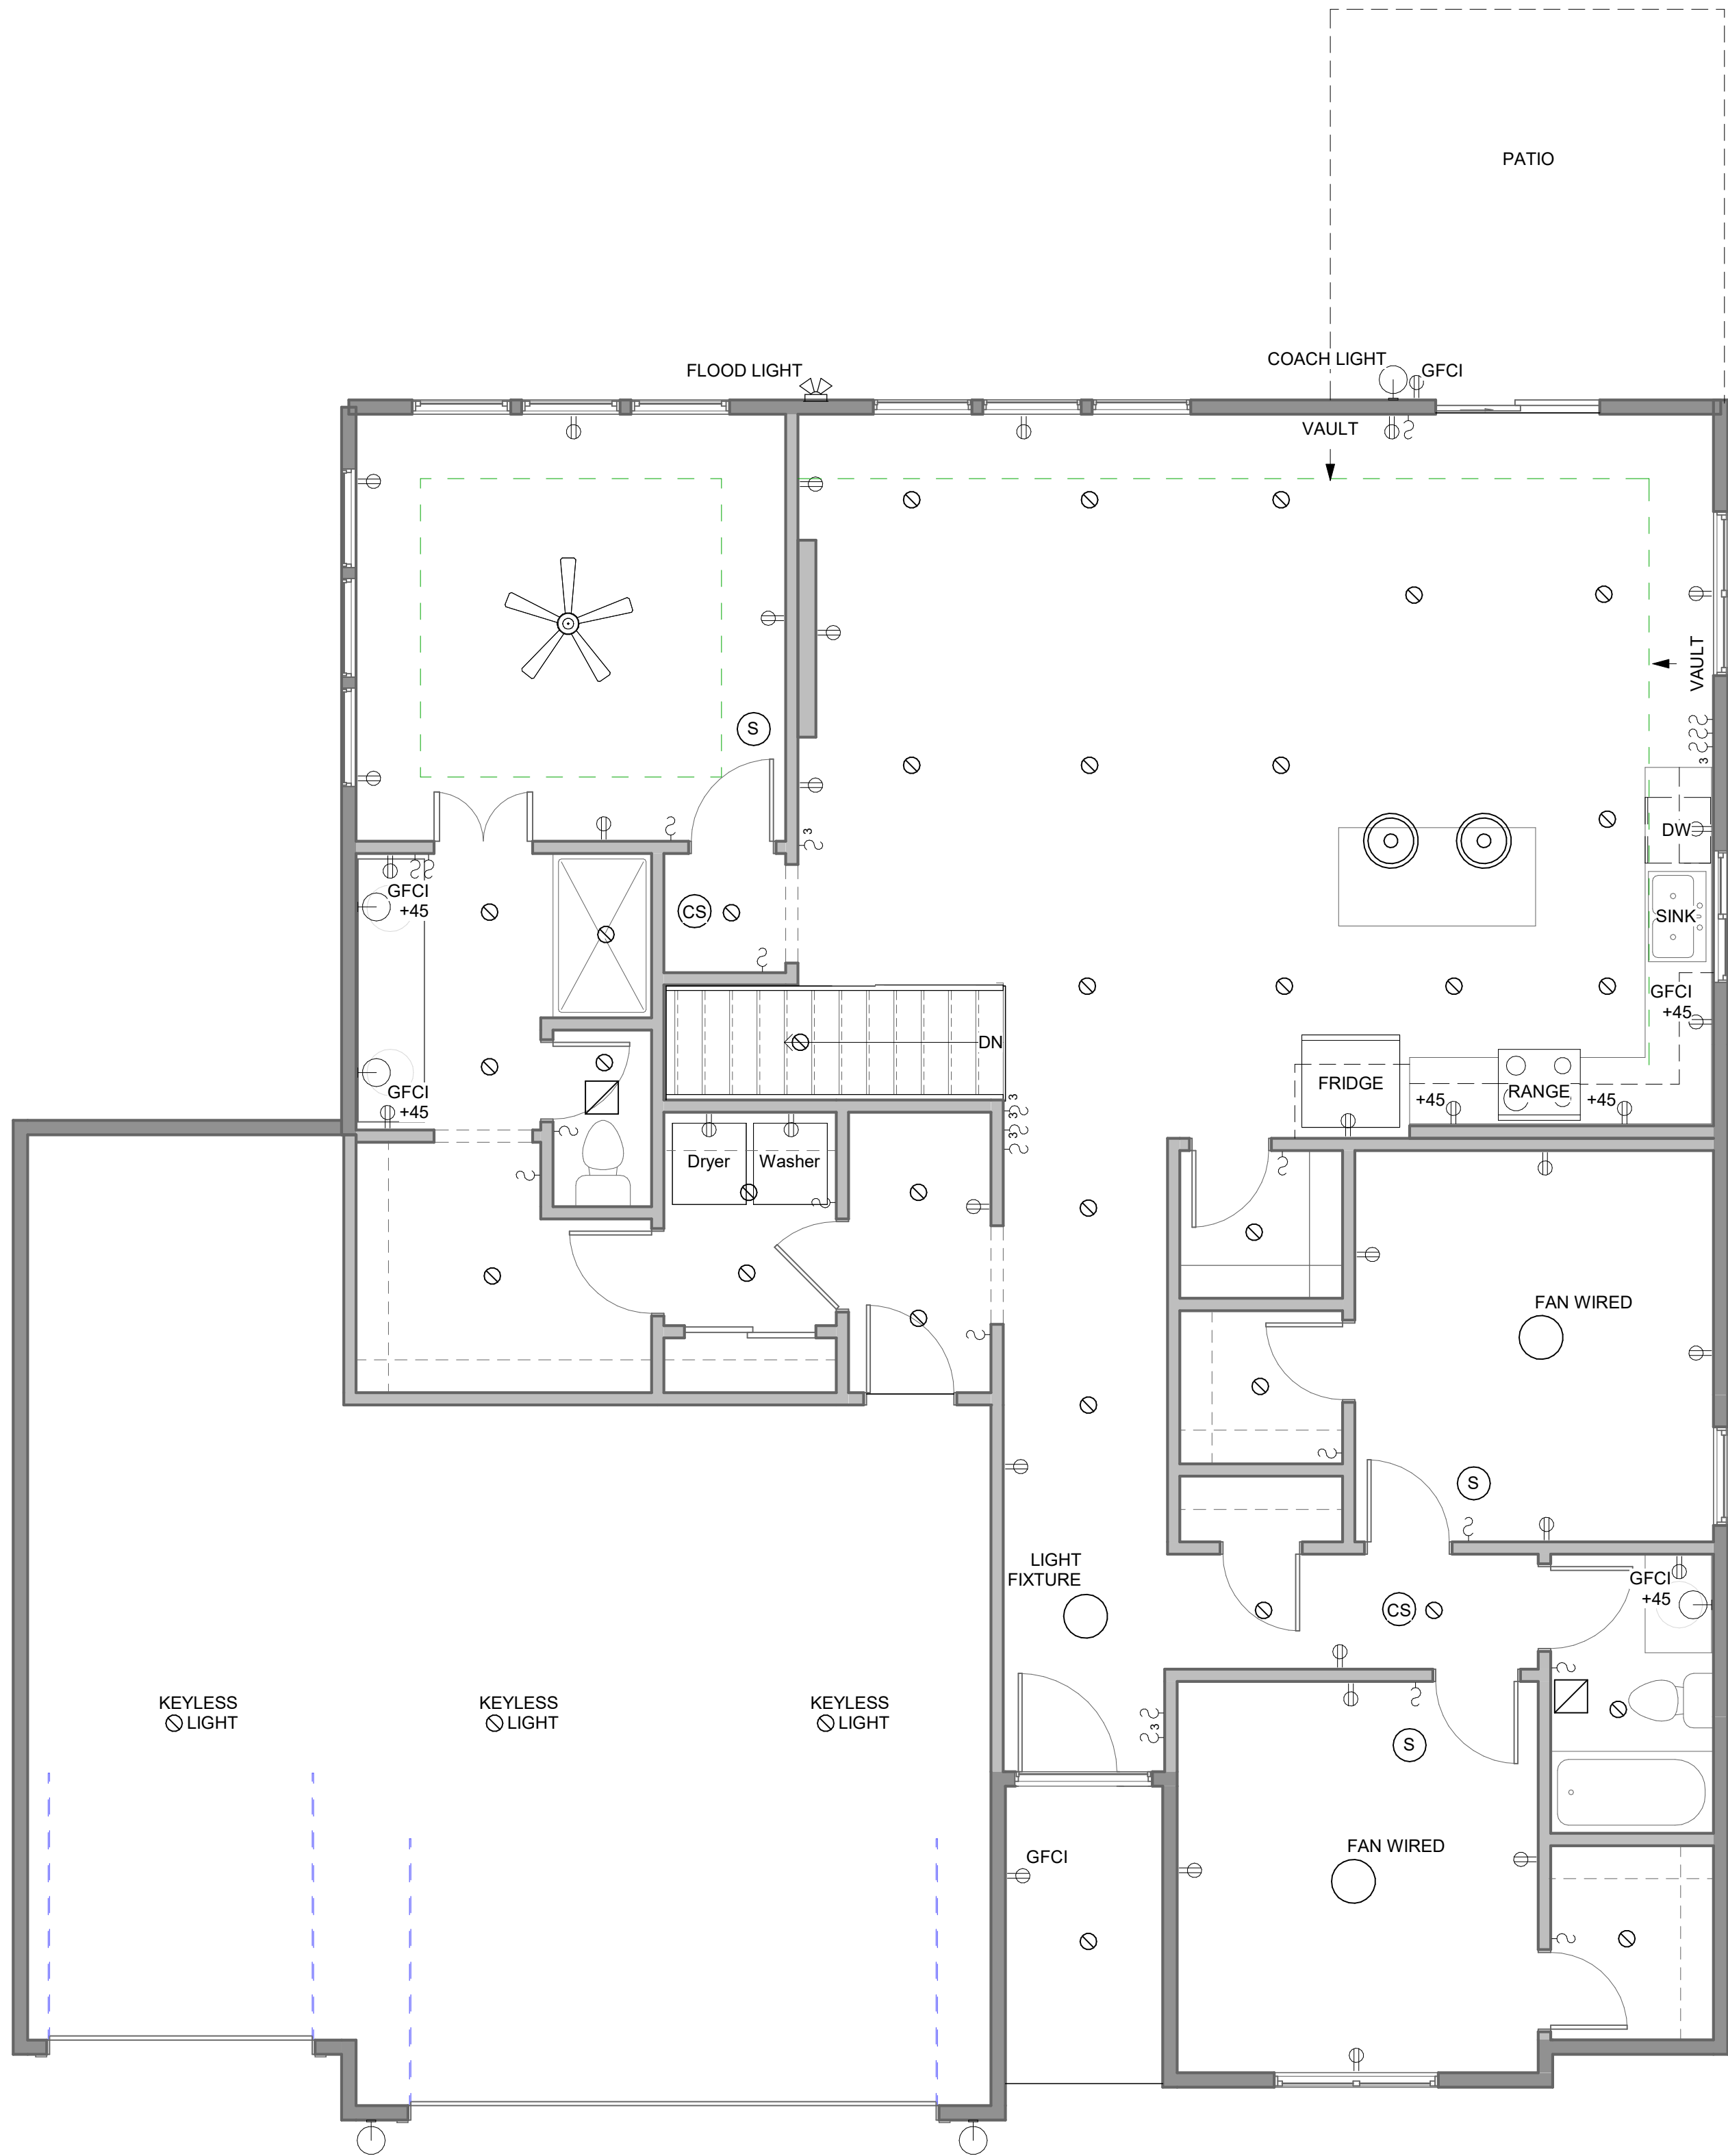 PATIO
COACH LIGHT
FLOOD LIGHT
GFCI
VAULT
VAULT
S
3
3
DW
GFCI
+45
CS
SINK
GFCI
+45
DN
FRIDGE
RANGE
GFCI
+45
+45
+45
3
3
3
Dryer
Washer
FAN WIRED
S
LIGHT
FIXTURE
GFCI
+45
CS
KEYLESS
LIGHT
KEYLESS
LIGHT
KEYLESS
LIGHT
3
S
FAN WIRED
GFCI